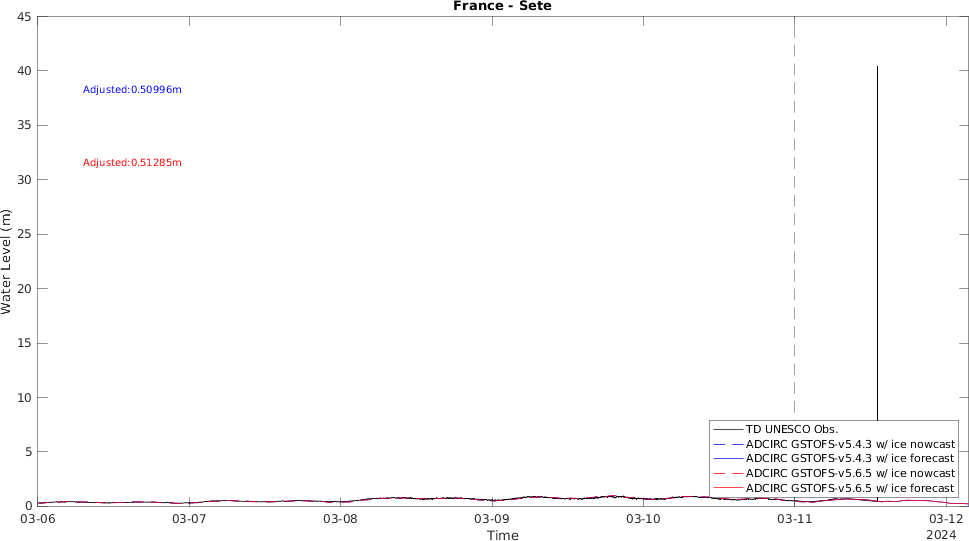 France - Sete
45
40
35
30
25
20
15
10
5
0
Water Level (m)
Adjusted:0.50996m
Adjusted:0.51285m
TD UNESCO Obs.
ADCIRC GSTOFS-v5.4.3 w/ ice nowcast
ADCIRC GSTOFS-v5.4.3 w/ ice forecast
ADCIRC GSTOFS-v5.6.5 w/ ice nowcast
ADCIRC GSTOFS-v5.6.5 w/ ice forecast
03-06 03-07 03-08 03-09 03-10 03-11 03-12
Time
2024